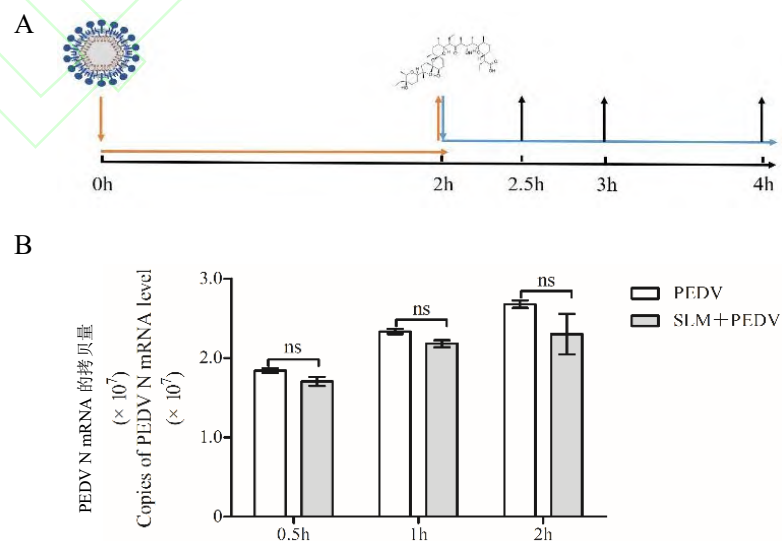 A
0h
2h
2.5h
3h
4h
B
PEDV N mRNA 的拷贝量
(× 10⁷)
Copies of PEDV N mRNA level
(× 10⁷)
3.0
2.0
1.0
0
ns
ns
ns
0.5h
1h
2h
PEDV
SLM+PEDV